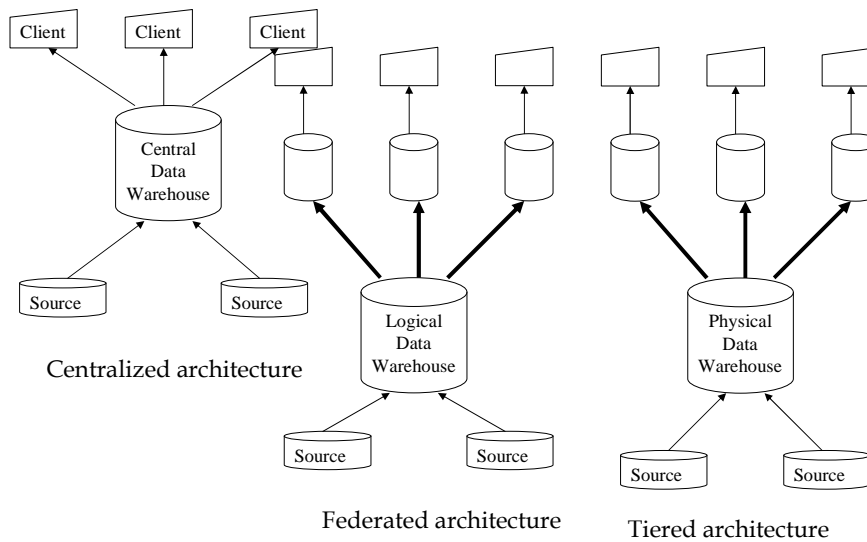 Client
Client
Client
Central
Data
Warehouse
Source
Source
Centralized architecture
Logical
Data
Warehouse
Source
Source
Federated architecture
Physical
Data
Warehouse
Source
Source
Tiered architecture